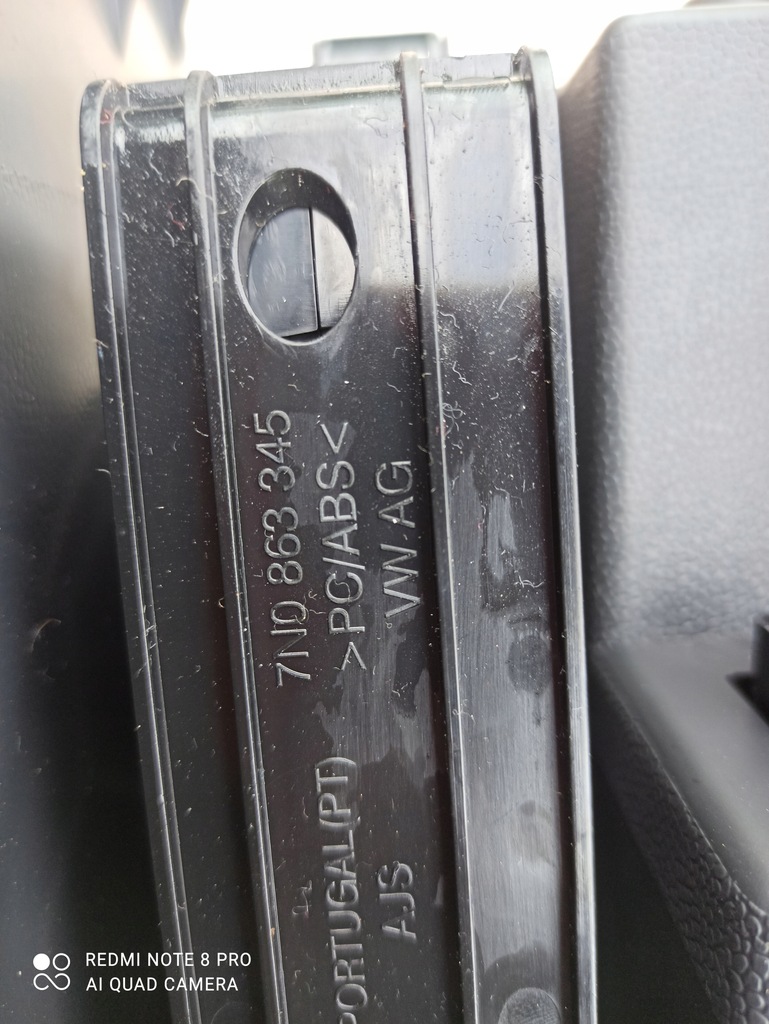 7N0 863 345
>PC/ABS<
VW AG
PORTUGAL(PT)
AJS
REDMI NOTE 8 PRO
AI QUAD CAMERA